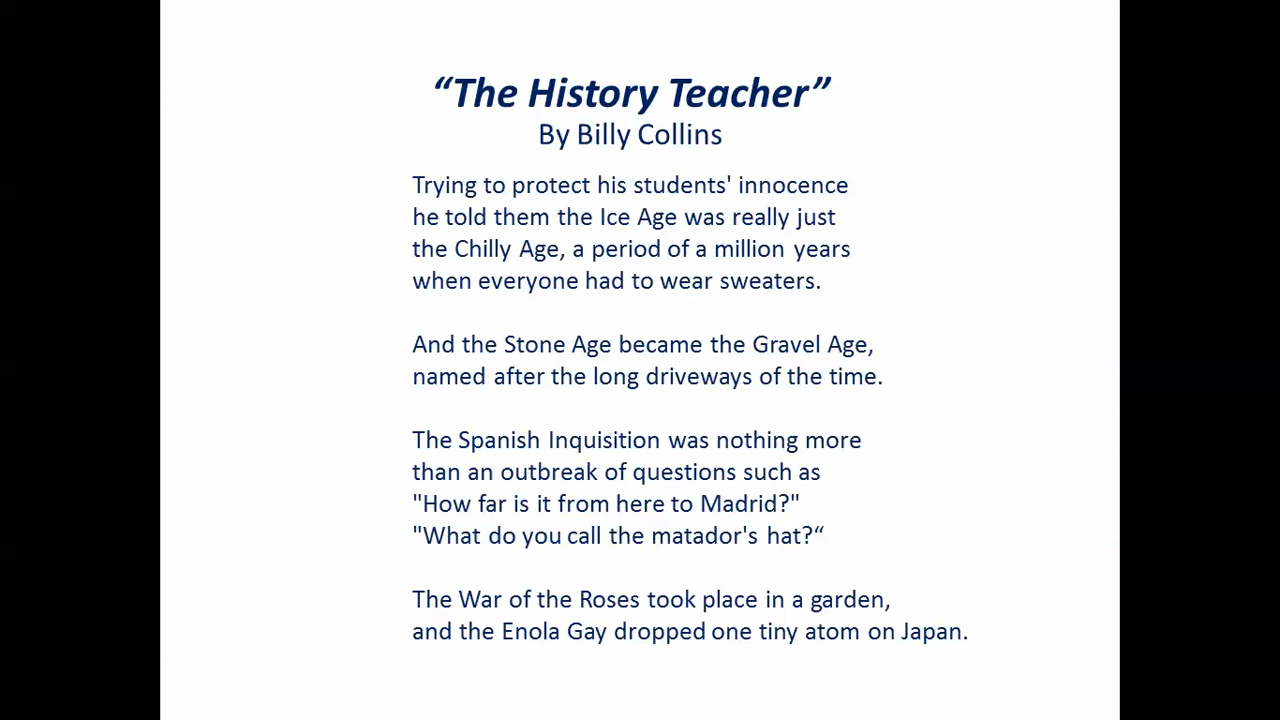 “The History Teacher”
By Billy Collins
Trying to protect his students' innocence
he told them the Ice Age was really just
the Chilly Age, a period of a million years
when everyone had to wear sweaters.
And the Stone Age became the Gravel Age,
named after the long driveways of the time.
The Spanish Inquisition was nothing more
than an outbreak of questions such as
"How far is it from here to Madrid?"
"What do you call the matador's hat?“
The War of the Roses took place in a garden,
and the Enola Gay dropped one tiny atom on Japan.